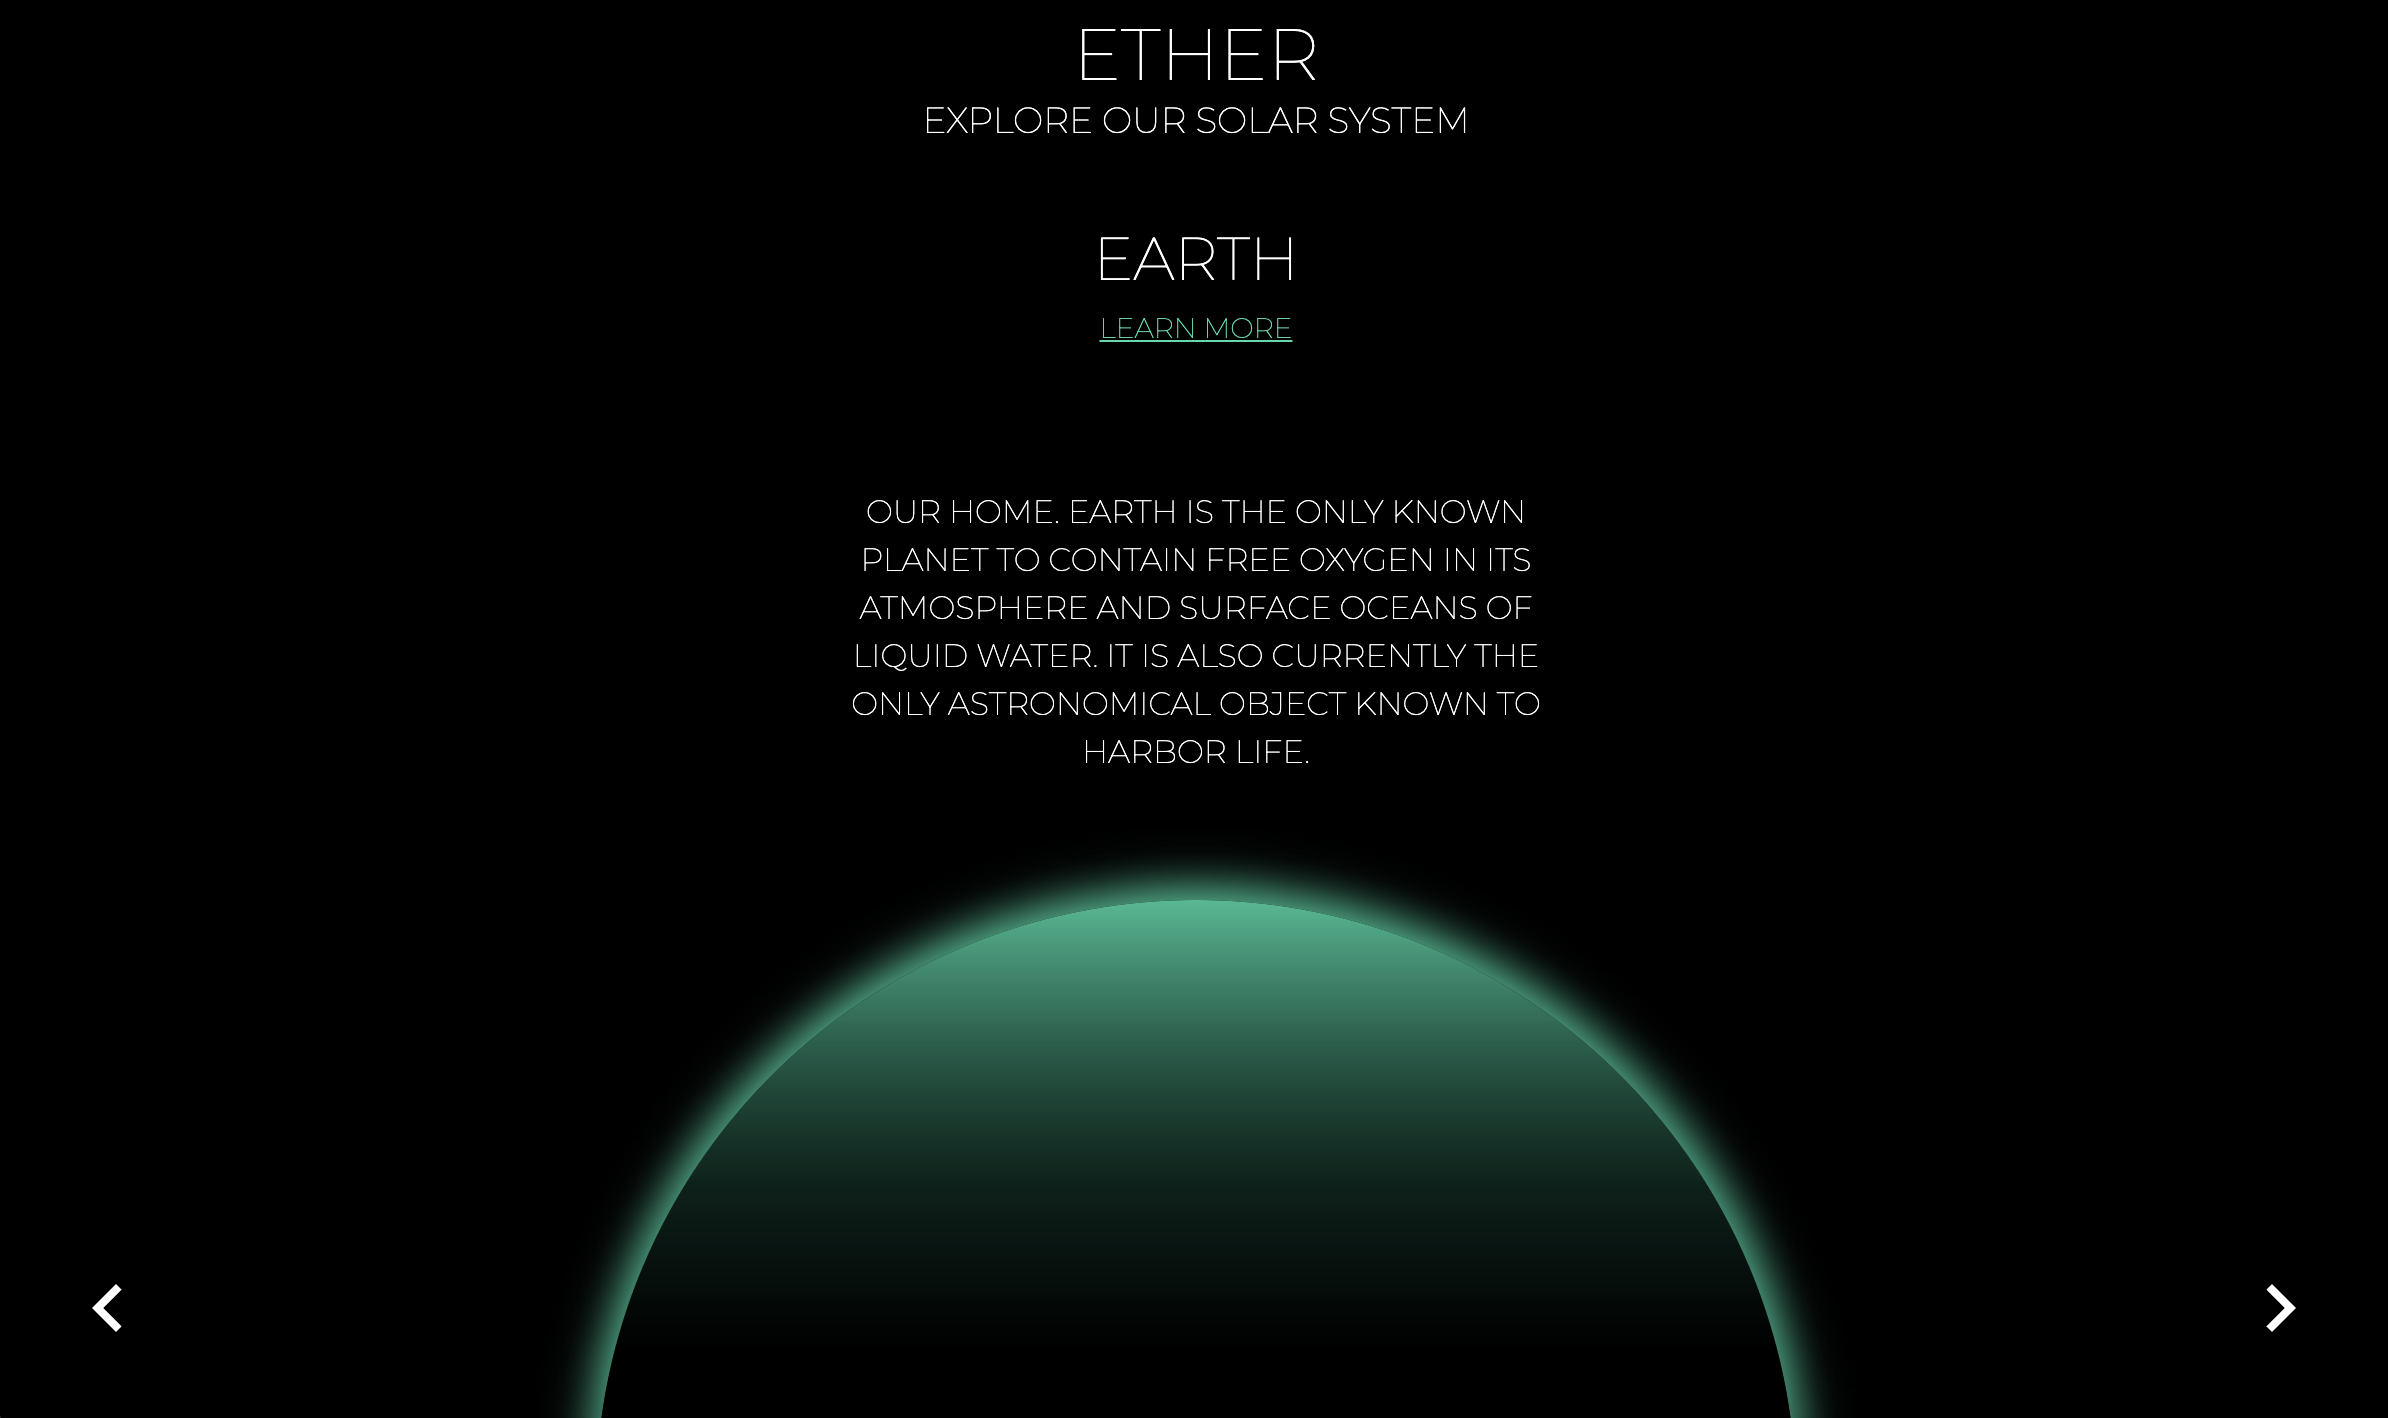 ETHER
EXPLORE OUR SOLAR SYSTEM
EARTH
LEARN MORE
OUR HOME. EARTH IS THE ONLY KNOWN
PLANET TO CONTAIN FREE OXYGEN IN ITS
ATMOSPHERE AND SURFACE OCEANS OF
LIQUID WATER. IT IS ALSO CURRENTLY THE
ONLY ASTRONOMICAL OBJECT KNOWN TO
HARBOR LIFE.